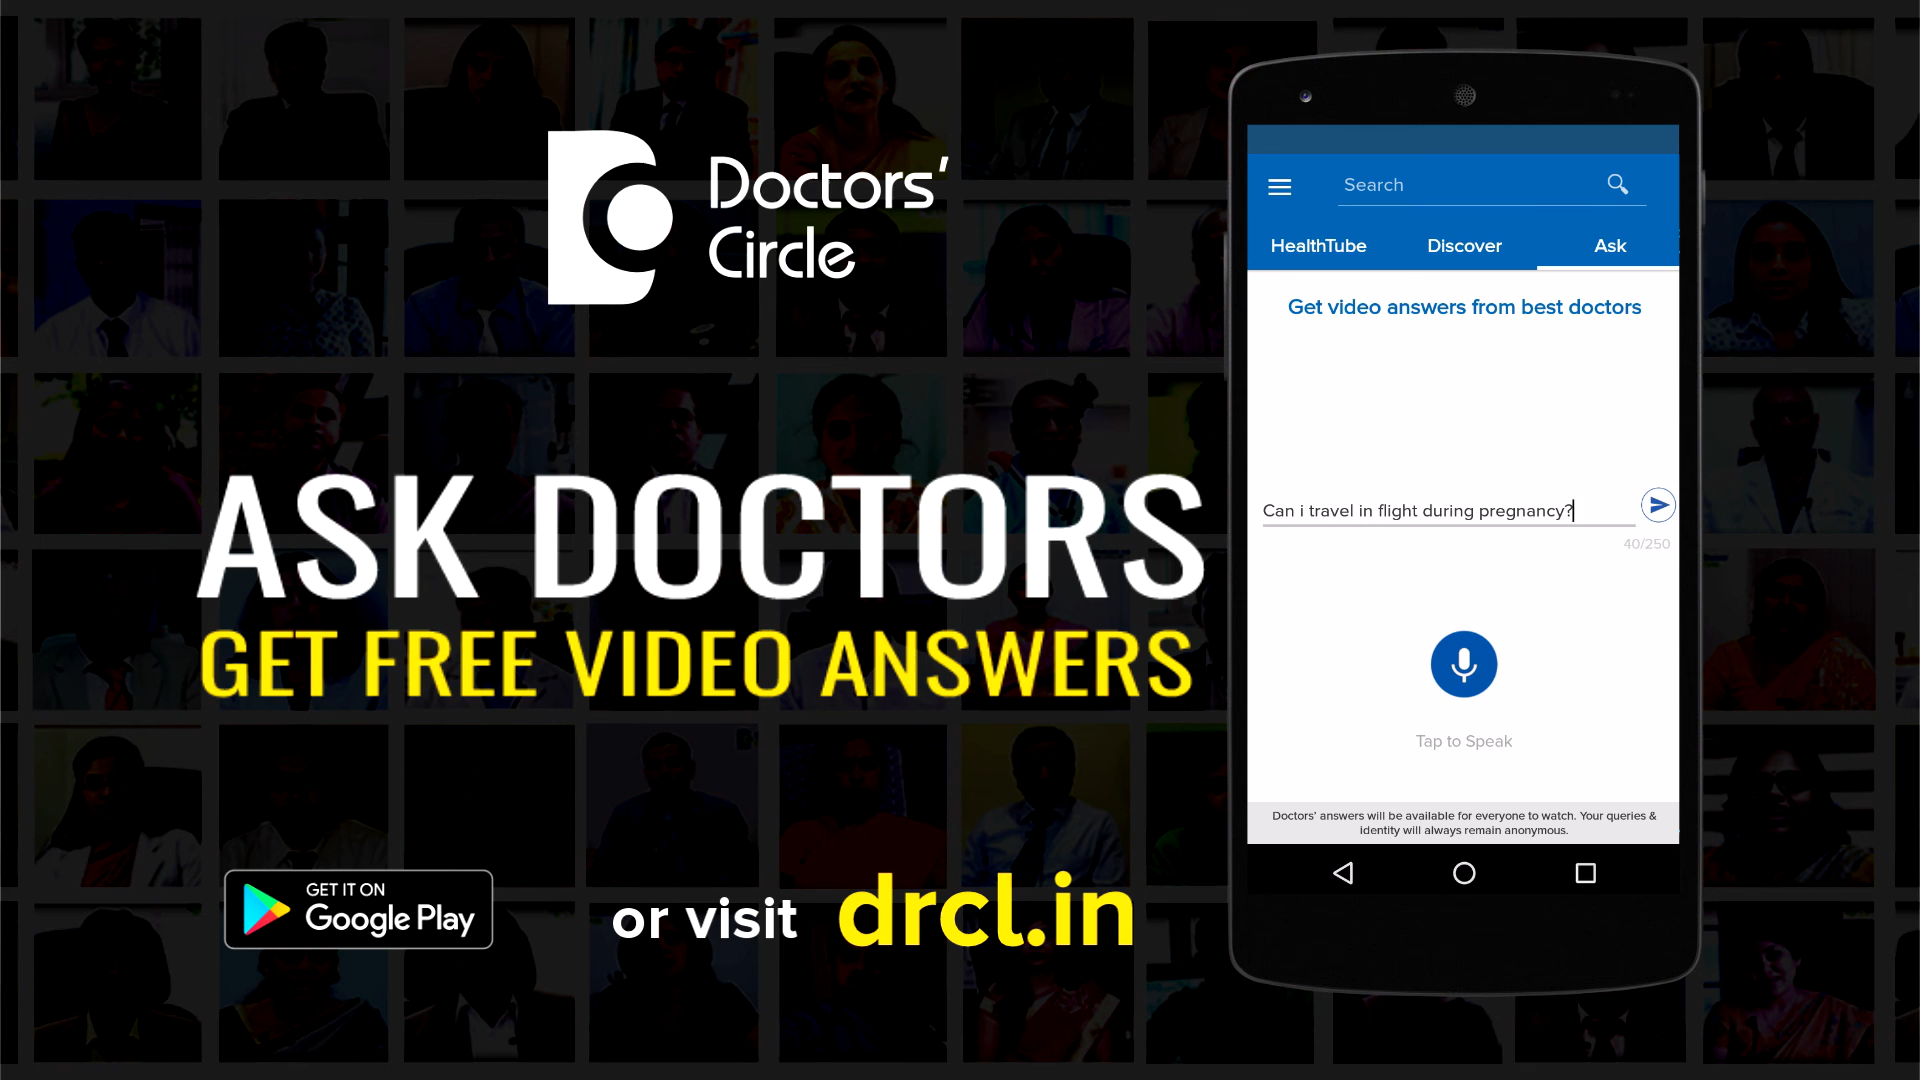 Doctors'
Circle
ASK DOCTORS
GET FREE VIDEO ANSWERS
GET IT ON
Google Play
or visit drcl.in
Search
HealthTube Discover Ask
Get video answers from best doctors
Can i travel in flight during pregnancy?
40/250
Tap to Speak
Doctors' answers will be available for everyone to watch. Your queries &
identity will always remain anonymous.